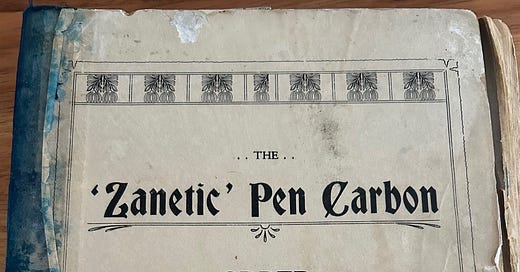 . . THE . .
‘Zanetic’ Pen Carbon